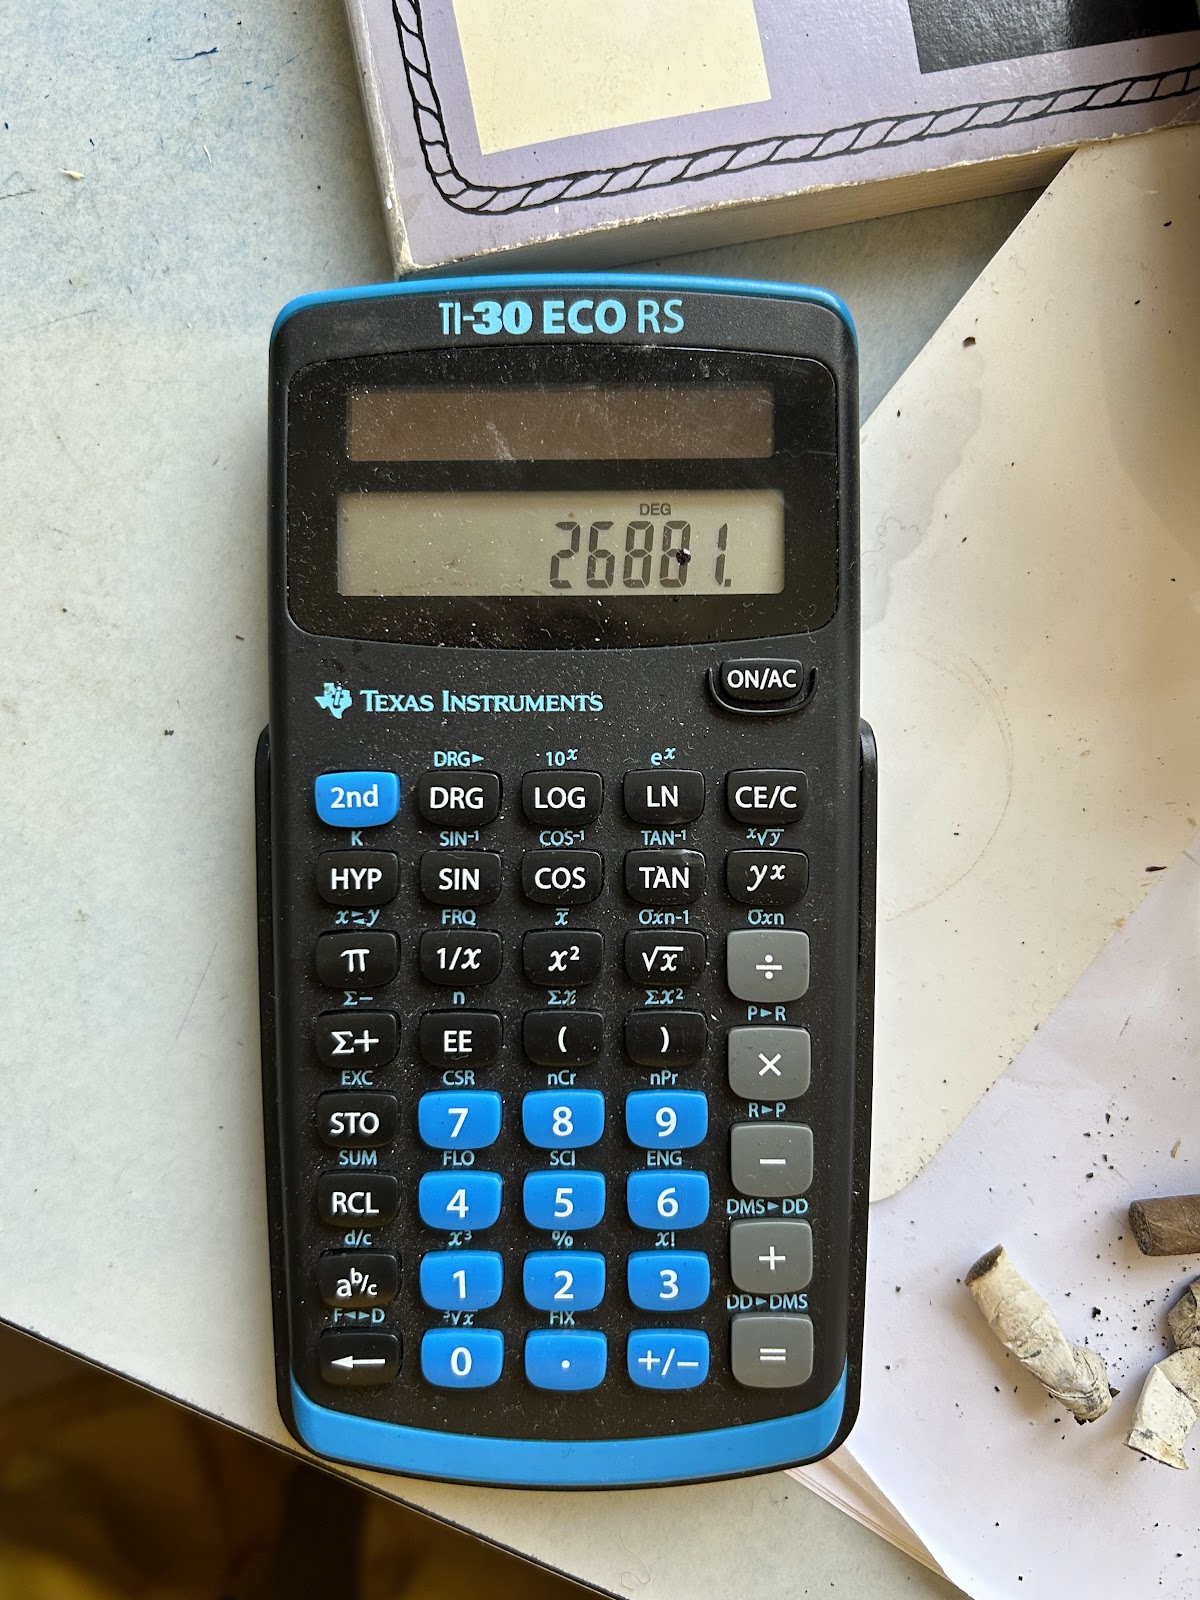 TI-30 ECO RS
DEG
26881.
TEXAS INSTRUMENTS
ON/AC
DRG► 10ˣ eˣ
2nd DRG LOG LN CE/C
K SIN⁻¹ COS⁻¹ TAN⁻¹ ˣ√y
HYP SIN COS TAN yˣ
x⇄y FRQ x̄ σxn-1 σxn
π 1/x x² √x ÷
Σ− n Σx Σx² P►R
Σ+ EE ( ) ×
EXC CSR nCr nPr R►P
STO 7 8 9 −
SUM FLO SCI ENG DMS►DD
RCL 4 5 6 +
d/c x³ % x! DD►DMS
aᵇ/c 1 2 3 =
F◄►D ³√x FIX
← 0 . +/−